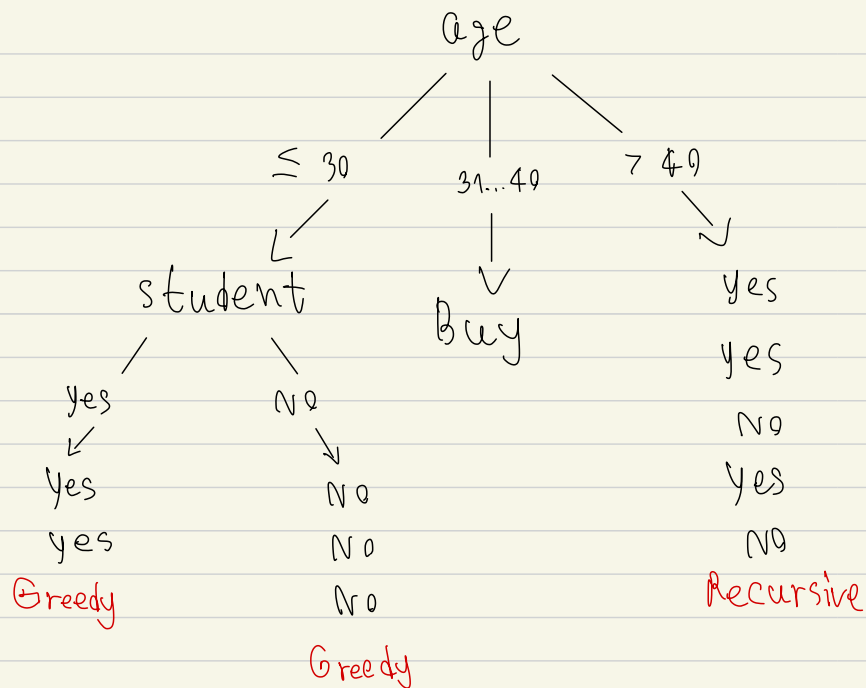 age
≤ 30
31...40
> 40
student
Buy
yes
yes
No
yes
No
Recursive
yes
No
Yes
yes
Greedy
No
No
No
Greedy